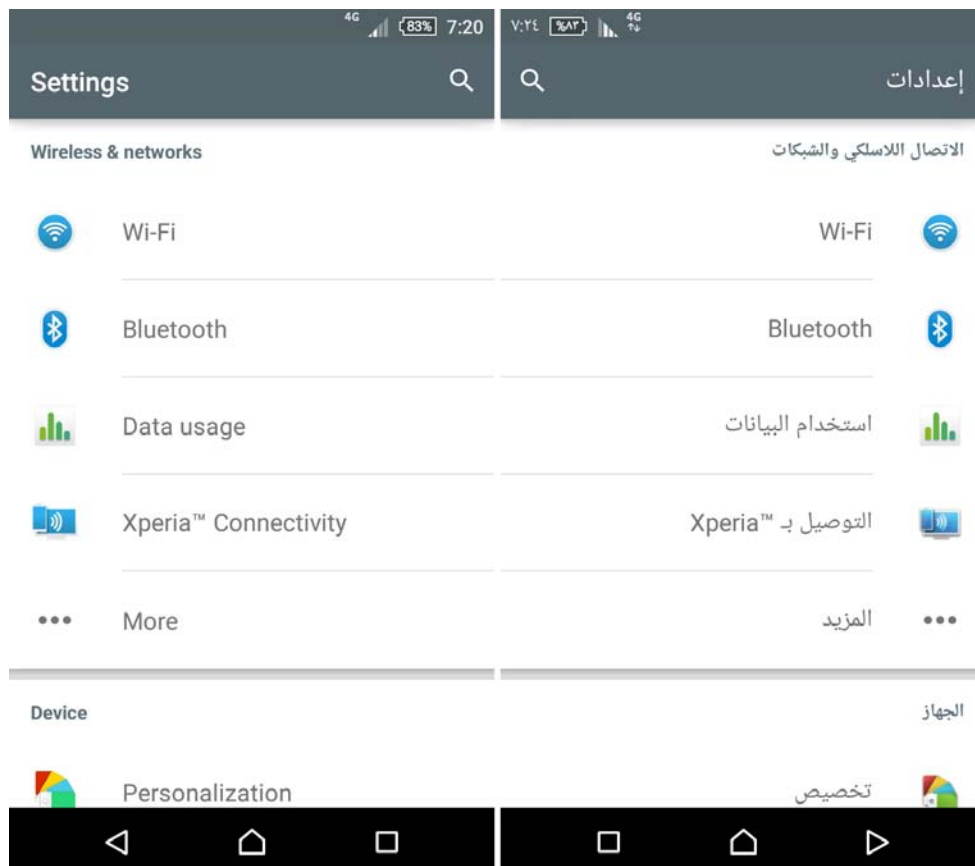 4G 83% 7:20
Settings
Wireless & networks
Wi-Fi
Bluetooth
Data usage
Xperia™ Connectivity
More
Device
Personalization
٧:٢٤ %٨٣ 4G
إعدادات
الاتصال اللاسلكي والشبكات
Wi-Fi
Bluetooth
استخدام البيانات
التوصيل بـ Xperia™
المزيد
الجهاز
تخصيص